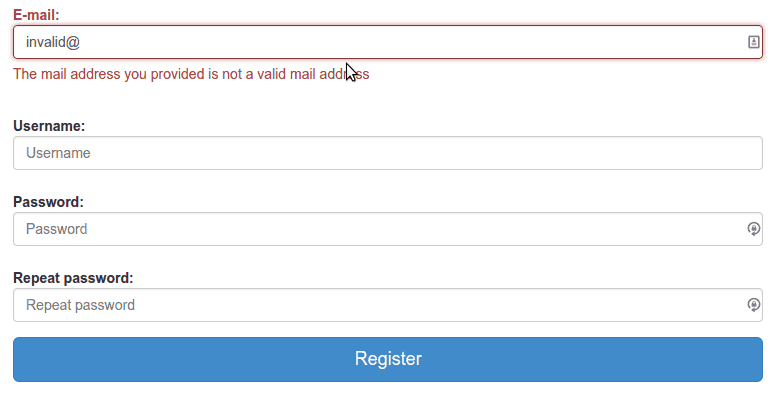 E-mail:
invalid@
The mail address you provided is not a valid mail address
Username:
Username
Password:
Password
Repeat password:
Repeat password
Register